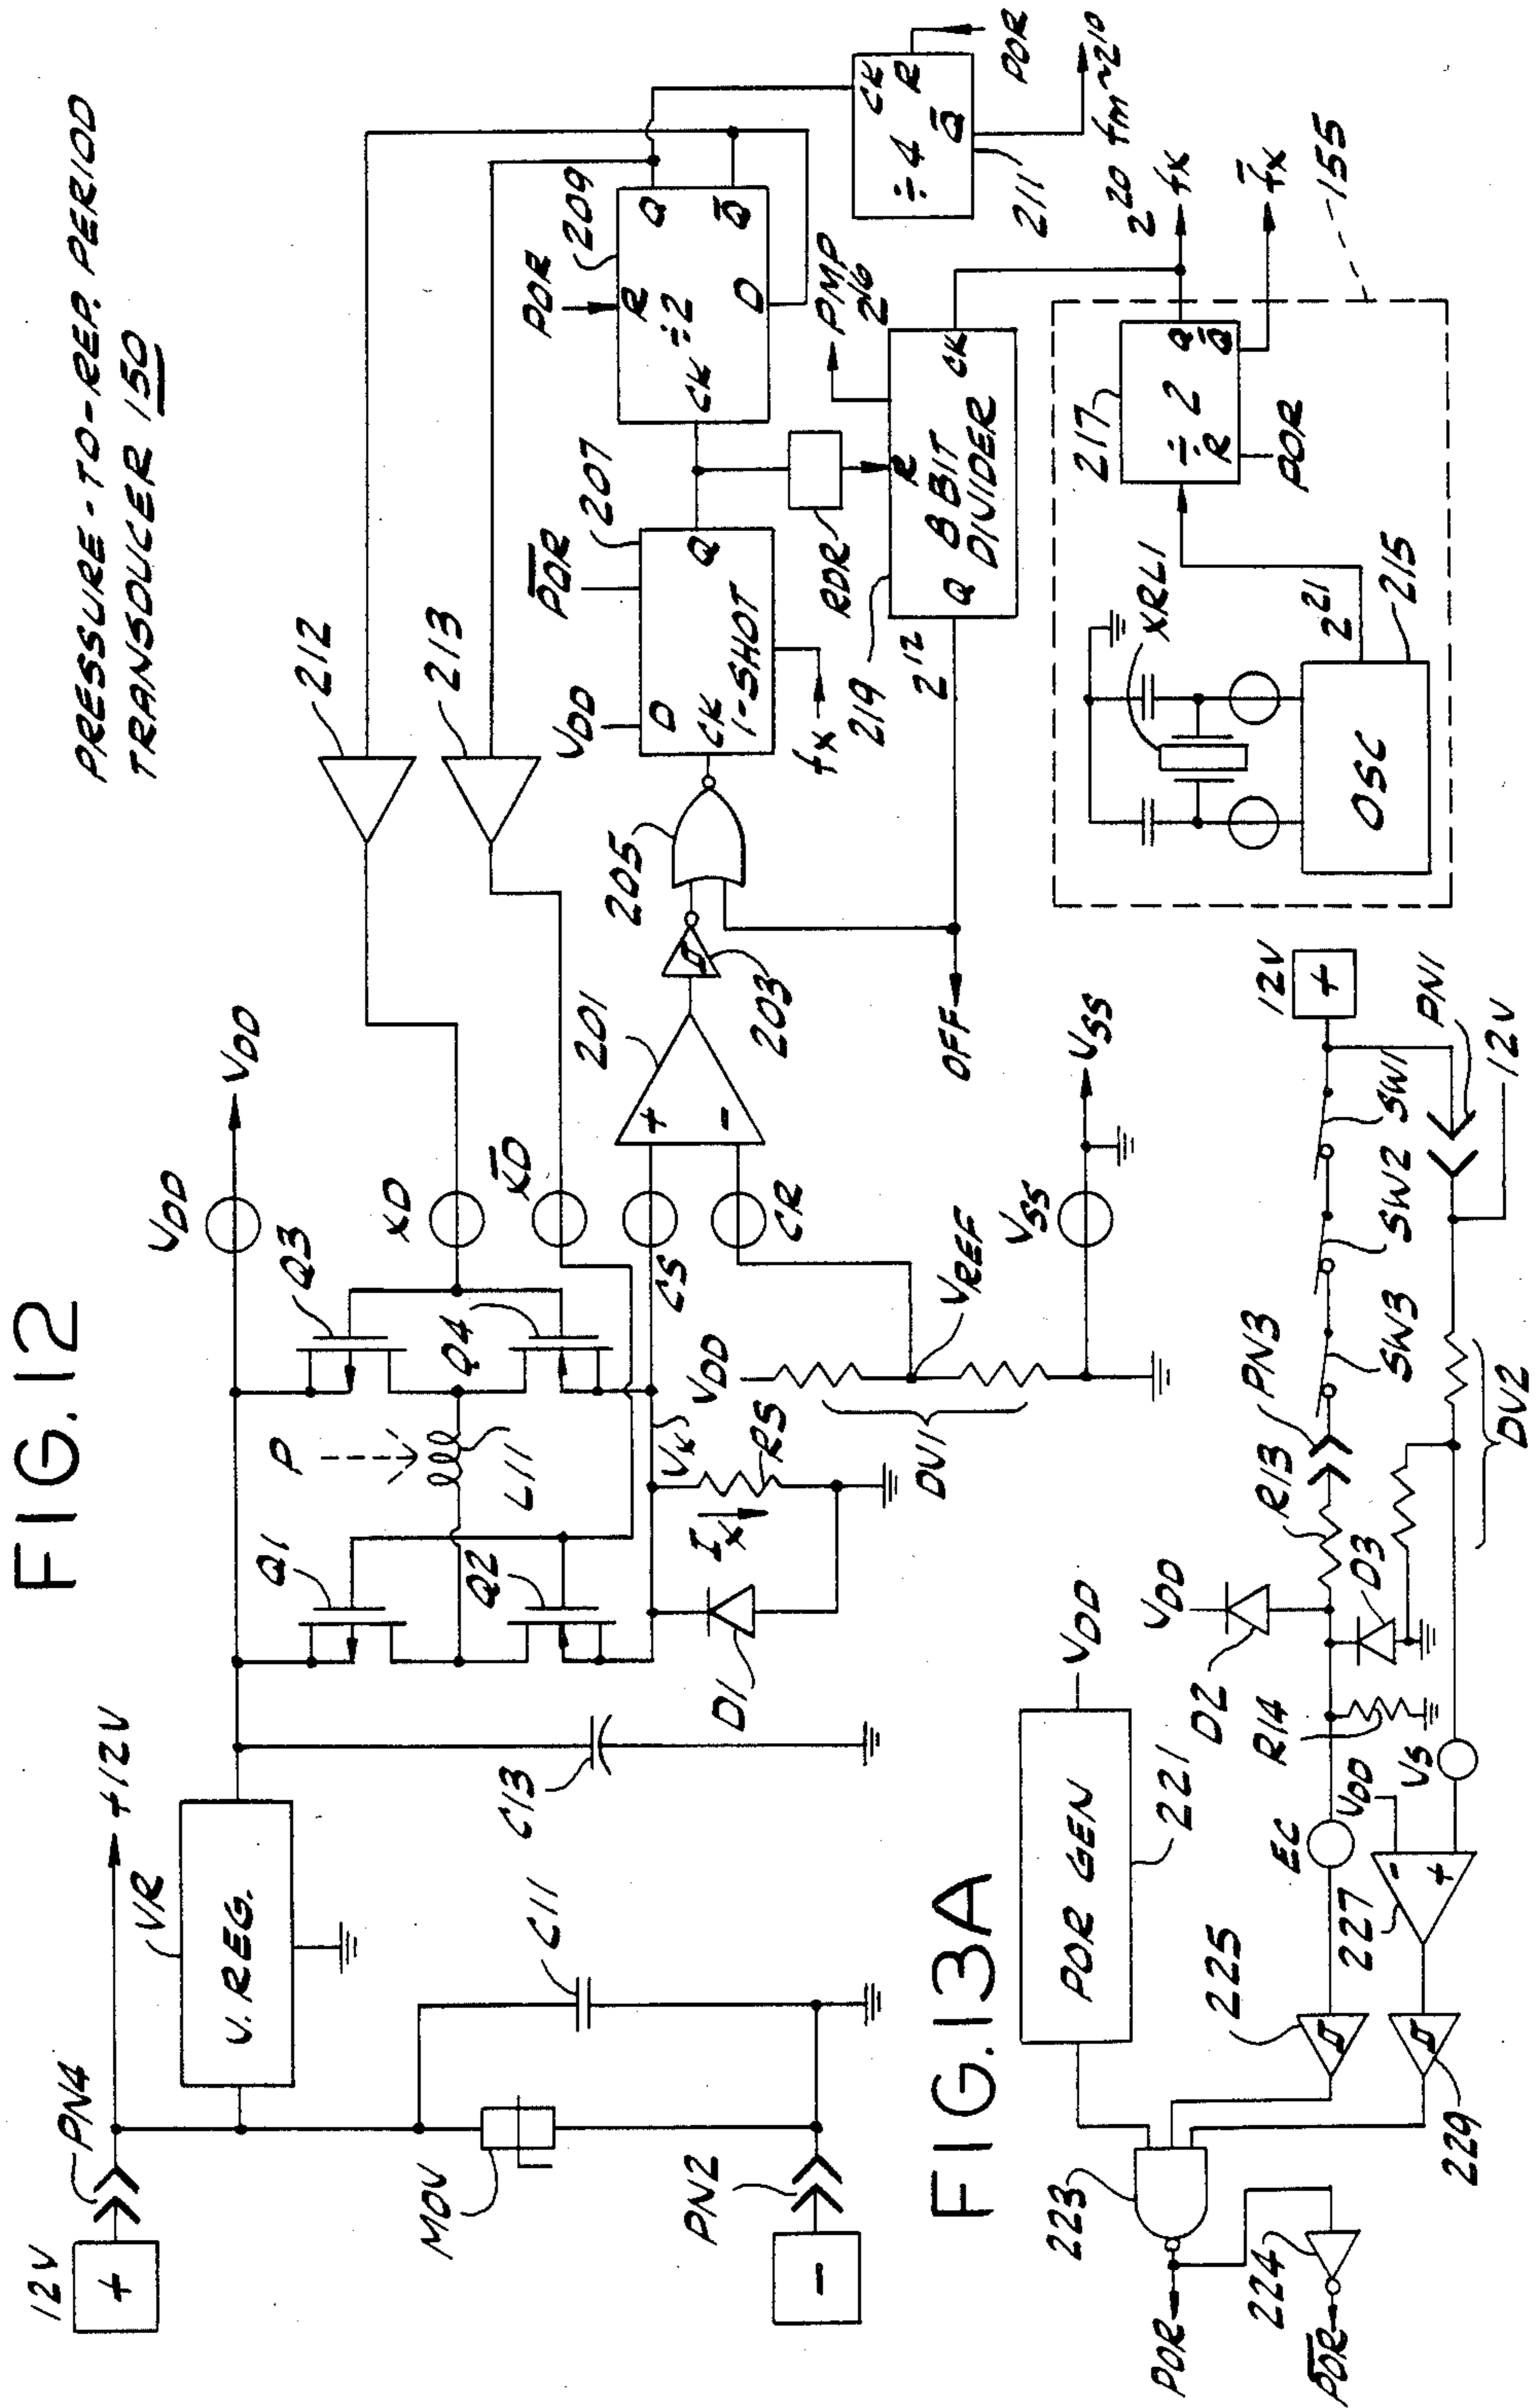 FIG.12
PRESSURE-TO-REP. PERIOD
TRANSDUCER 150
12V
+
PN4
+12V
VR
V. REG.
MOV
C11
PN2
-
C13
Q1
Q2
D1
P
L11
Q3
Q4
IX
RS
VX
VDD
VDD
XD
X̅D̅
CS
CR
VDD
DV1
VREF
VSS
VSS
212
213
201
+
-
203
205
OFF
VDD
P̅O̅R̅
207
D
CK
1-SHOT
Q
fx
RDR
219
2^12
Q
8 BIT
DIVIDER
R
CK
PMP
2^16
POR
209
R
CK ÷2
Q
Q̅
D
÷4
CK
R
Q̅
211
POR
fm~2^10
2^20
fx
f̅x̅
155
217
÷2
R
Q
Q̅
POR
XRL1
2^21
OSC
215
FIG.13A
POR GEN
VDD
221
223
POR
224
P̅O̅R̅
225
EC
227
229
VDD
VS
-
+
R14
D2
VDD
D3
R13
PN3
SW3
SW2
SW1
12V
+
PN1
12V
DV2